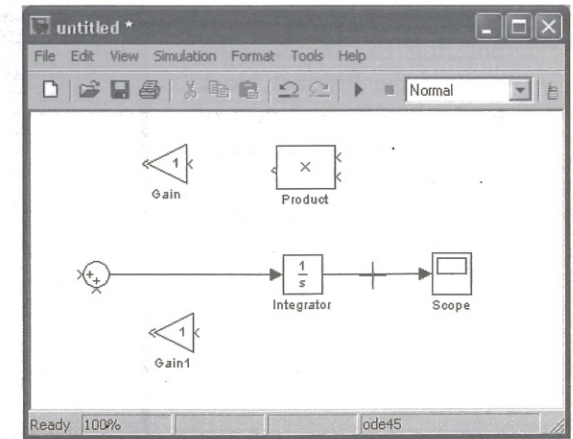 untitled *
File Edit View Simulation Format Tools Help
Normal
1
Gain
×
Product
+
+
1
s
Integrator
Scope
1
Gain1
Ready 100% ode45